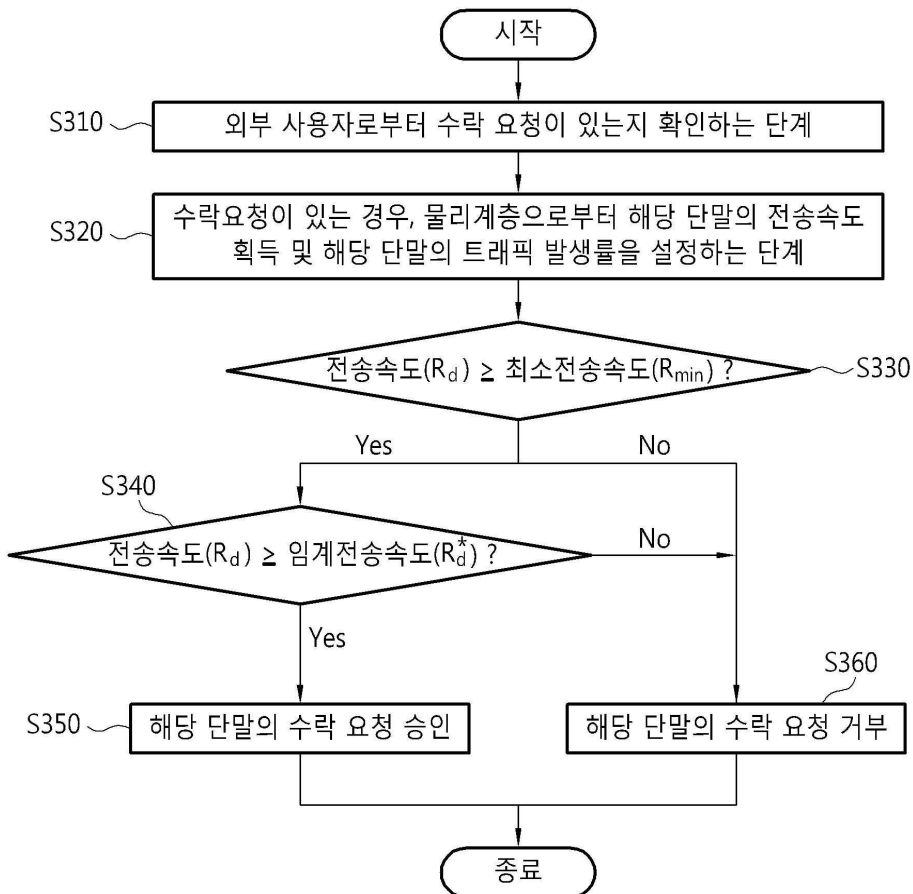 시작
S310
외부 사용자로부터 수락 요청이 있는지 확인하는 단계
S320
수락요청이 있는 경우, 물리계층으로부터 해당 단말의 전송속도
획득 및 해당 단말의 트래픽 발생률을 설정하는 단계
전송속도(Rd) ≥ 최소전송속도(Rmin) ?
S330
Yes
No
S340
전송속도(Rd) ≥ 임계전송속도(Rd*) ?
No
Yes
S360
S350
해당 단말의 수락 요청 승인
해당 단말의 수락 요청 거부
종료